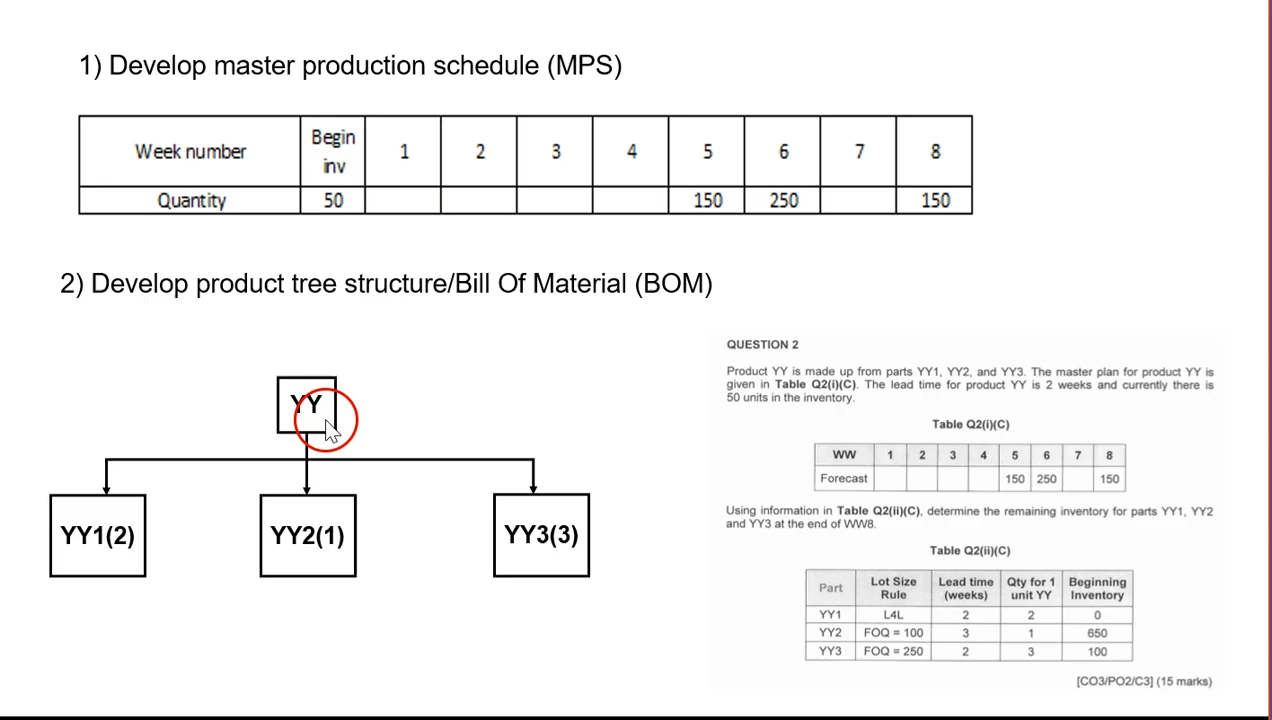 1) Develop master production schedule (MPS)
Week number Begin inv 1 2 3 4 5 6 7 8
Quantity 50 150 250 150
2) Develop product tree structure/Bill Of Material (BOM)
YY
YY1(2) YY2(1) YY3(3)
QUESTION 2
Product YY is made up from parts YY1, YY2, and YY3. The master plan for product YY is
given in Table Q2(i)(C). The lead time for product YY is 2 weeks and currently there is
50 units in the inventory.
Table Q2(i)(C)
WW 1 2 3 4 5 6 7 8
Forecast 150 250 150
Using information in Table Q2(ii)(C), determine the remaining inventory for parts YY1, YY2
and YY3 at the end of WW8.
Table Q2(ii)(C)
Part Lot Size Rule Lead time (weeks) Qty for 1 unit YY Beginning Inventory
YY1 L4L 2 2 0
YY2 FOQ = 100 3 1 650
YY3 FOQ = 250 2 3 100
[CO3/PO2/C3] (15 marks)